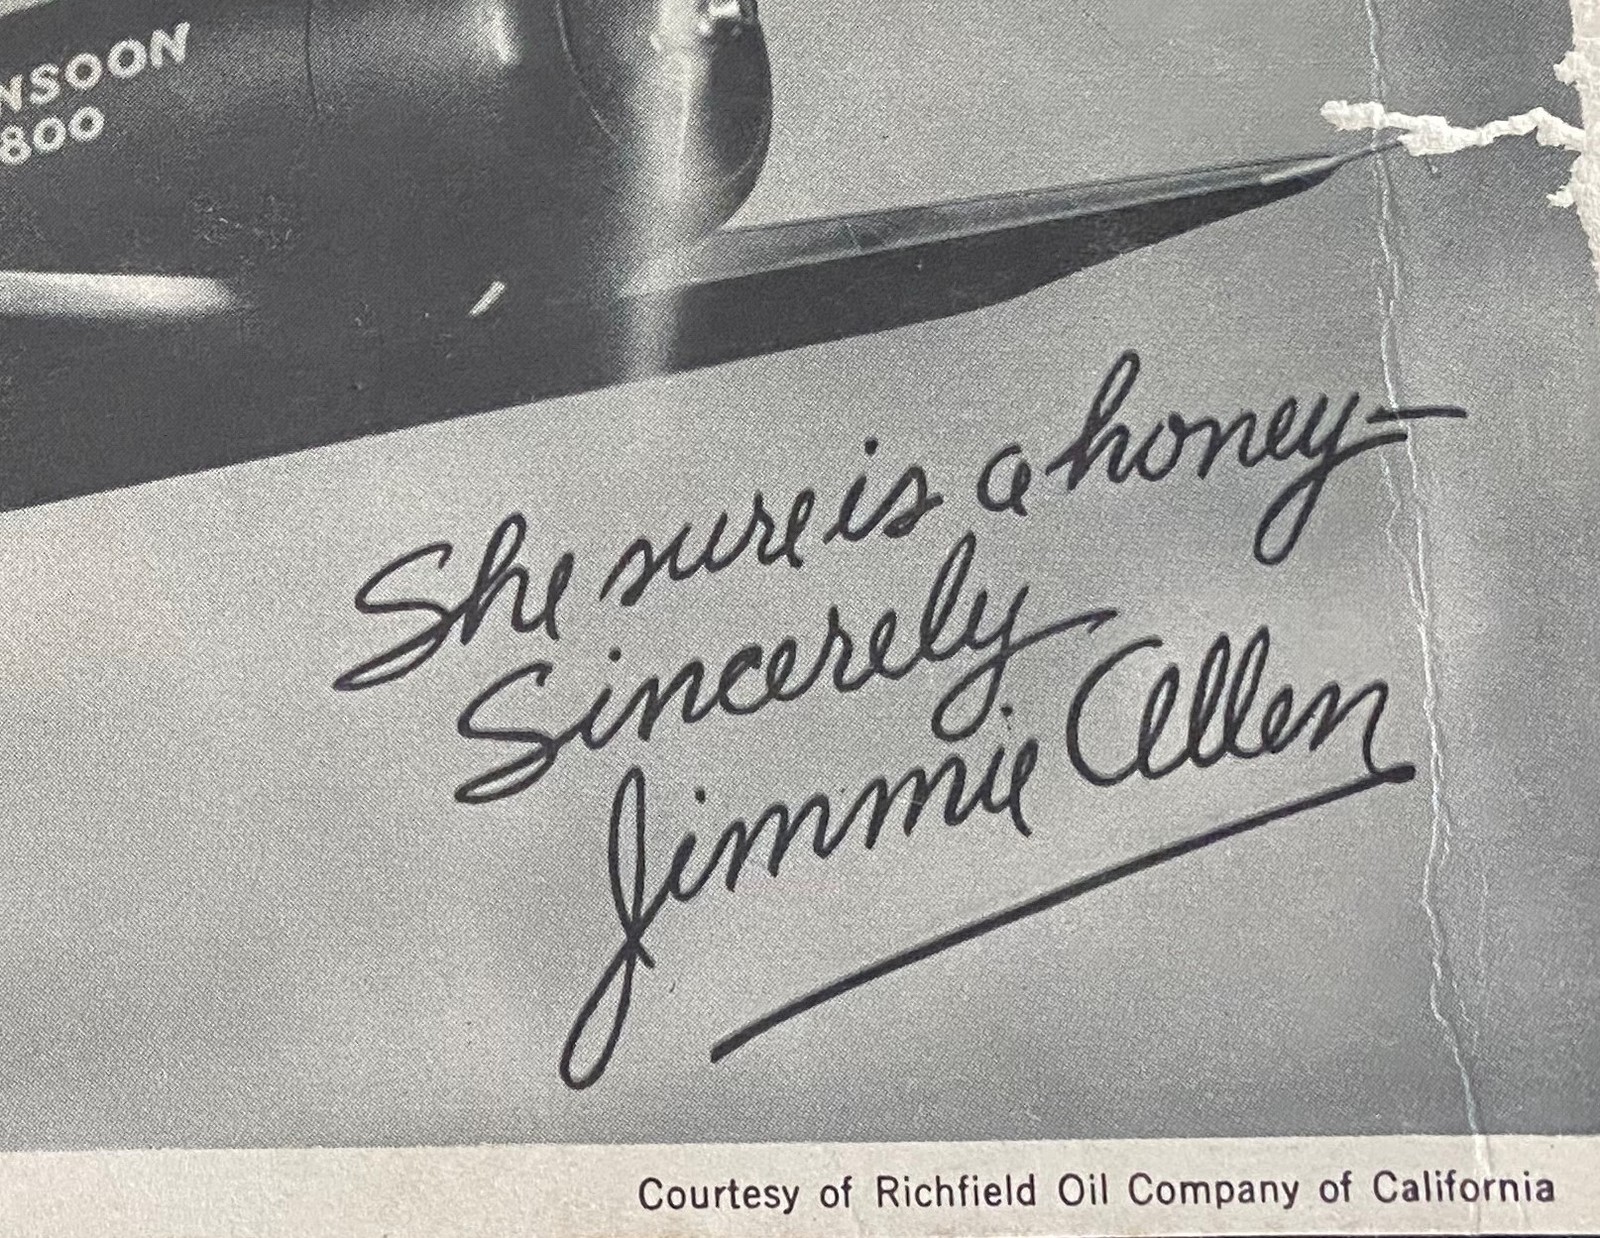 NSOON
800
She sure is a honey—
Sincerely
Jimmie Allen
Courtesy of Richfield Oil Company of California